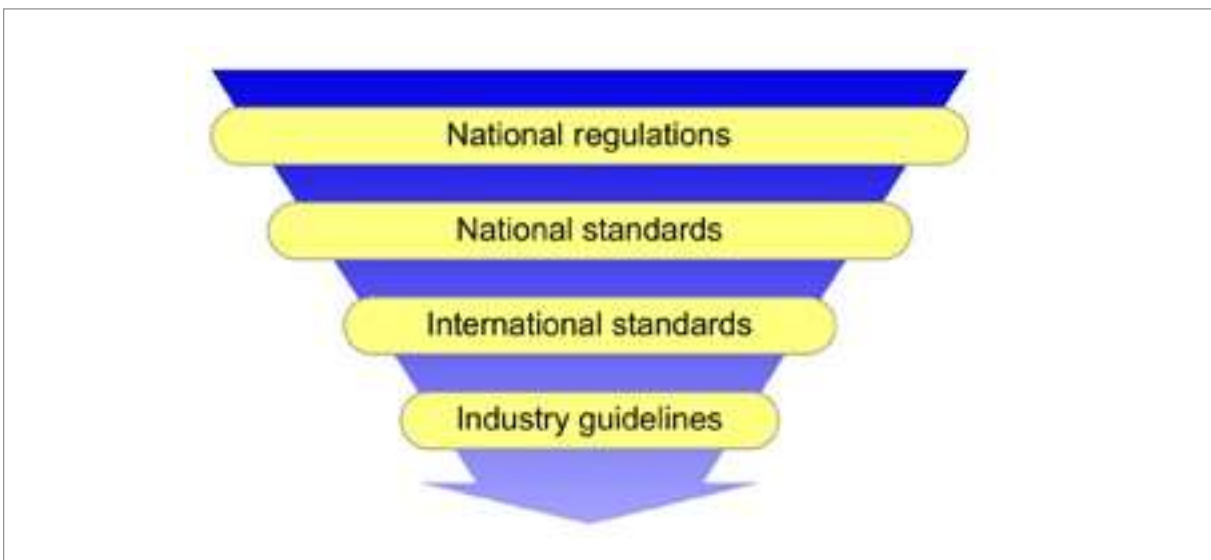 National regulations
National standards
International standards
Industry guidelines